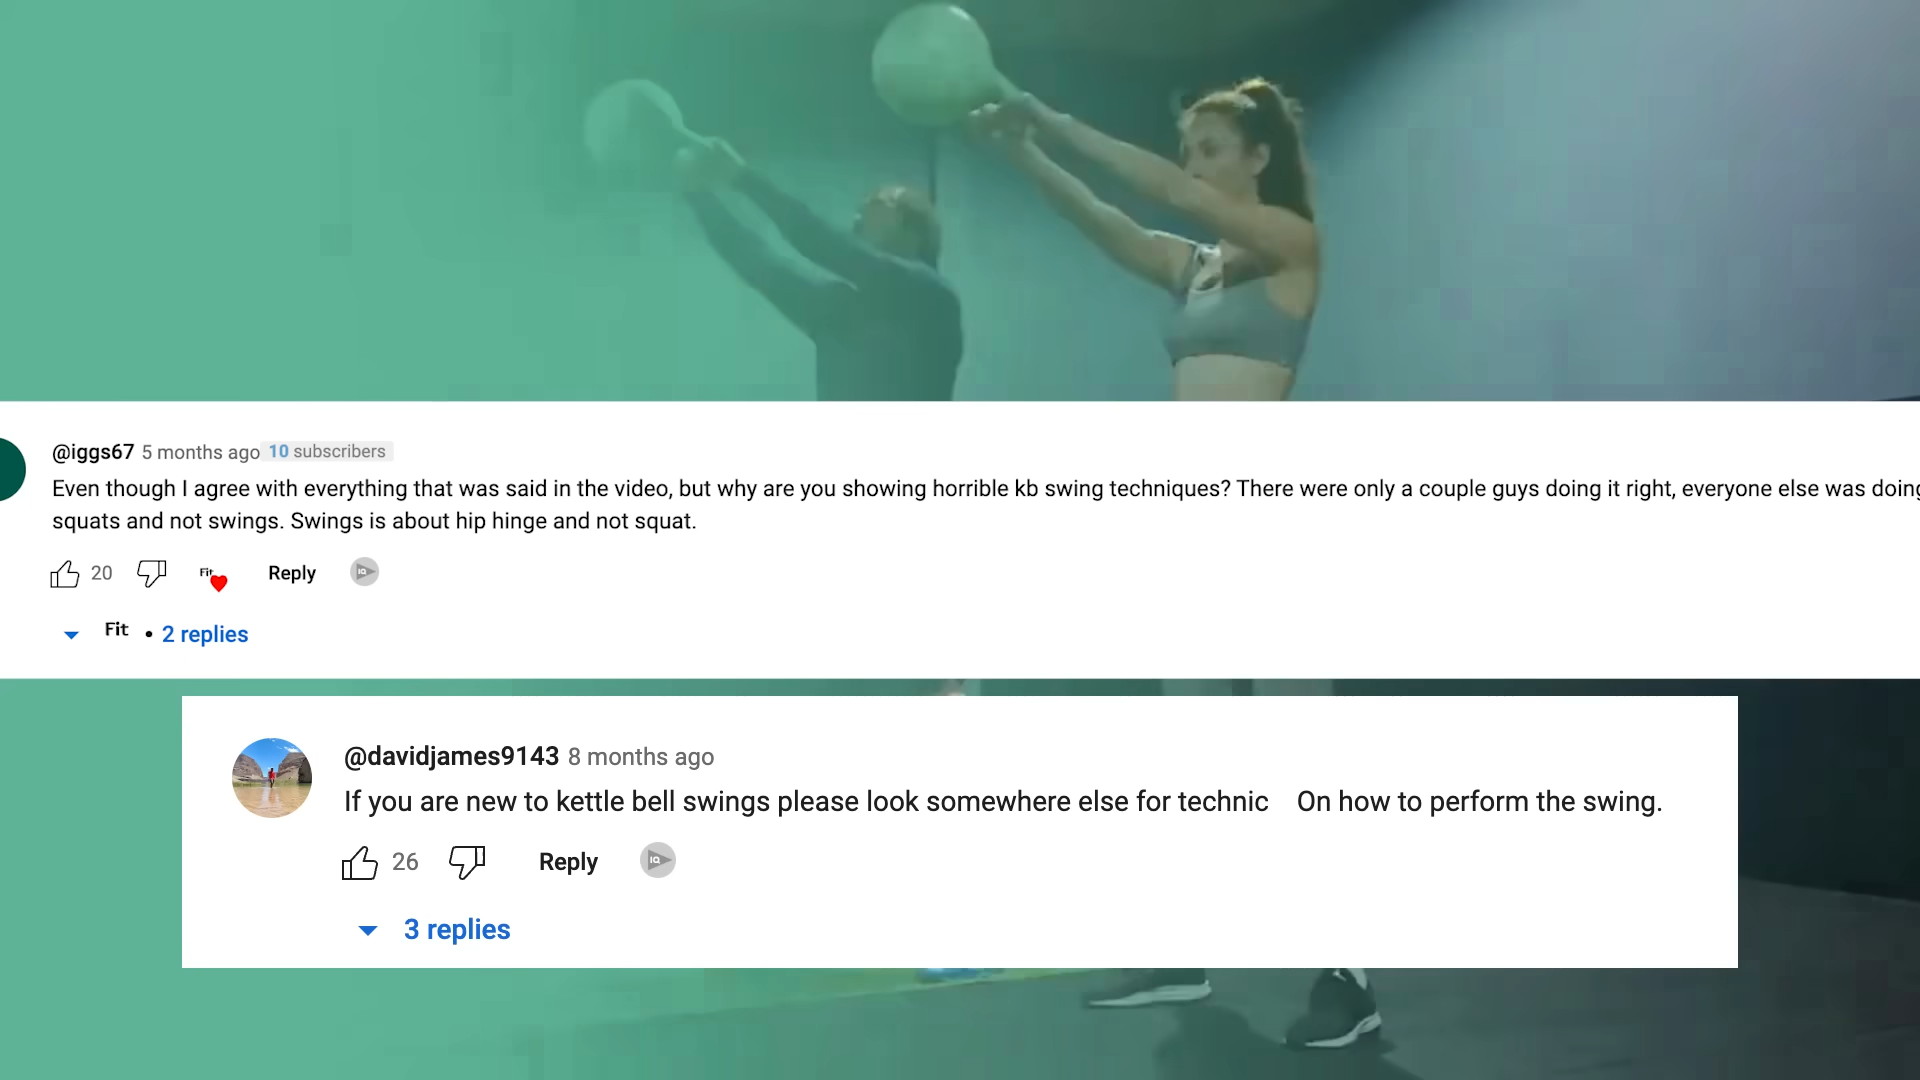 @iggs67 5 months ago 10 subscribers
Even though I agree with everything that was said in the video, but why are you showing horrible kb swing techniques? There were only a couple guys doing it right, everyone else was doing
squats and not swings. Swings is about hip hinge and not squat.
20 Fit Reply IQ
Fit • 2 replies
@davidjames9143 8 months ago
If you are new to kettle bell swings please look somewhere else for technic On how to perform the swing.
26 Reply IQ
3 replies